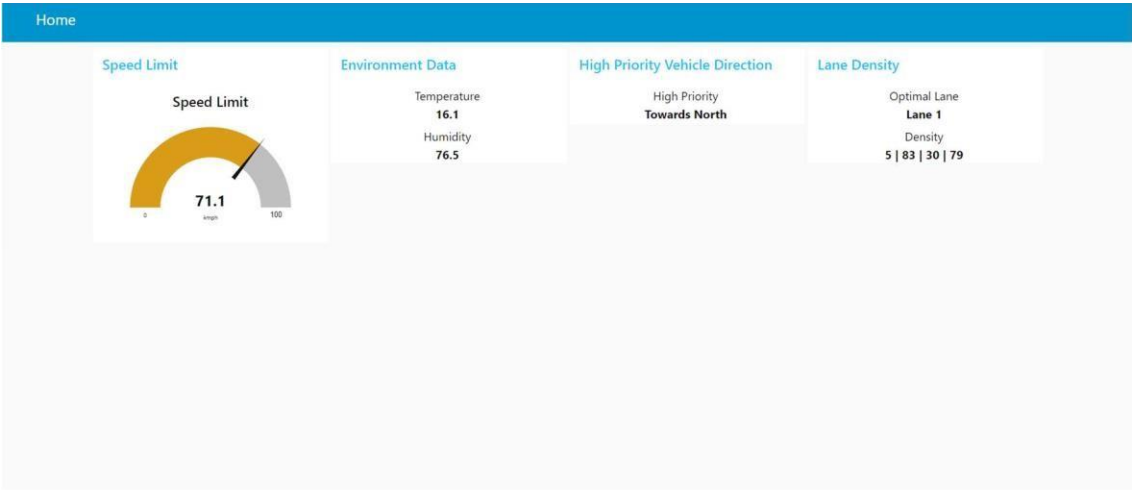 Home
Speed Limit
Speed Limit
71.1
kmph
0
100
Environment Data
Temperature
16.1
Humidity
76.5
High Priority Vehicle Direction
High Priority
Towards North
Lane Density
Optimal Lane
Lane 1
Density
5 | 83 | 30 | 79